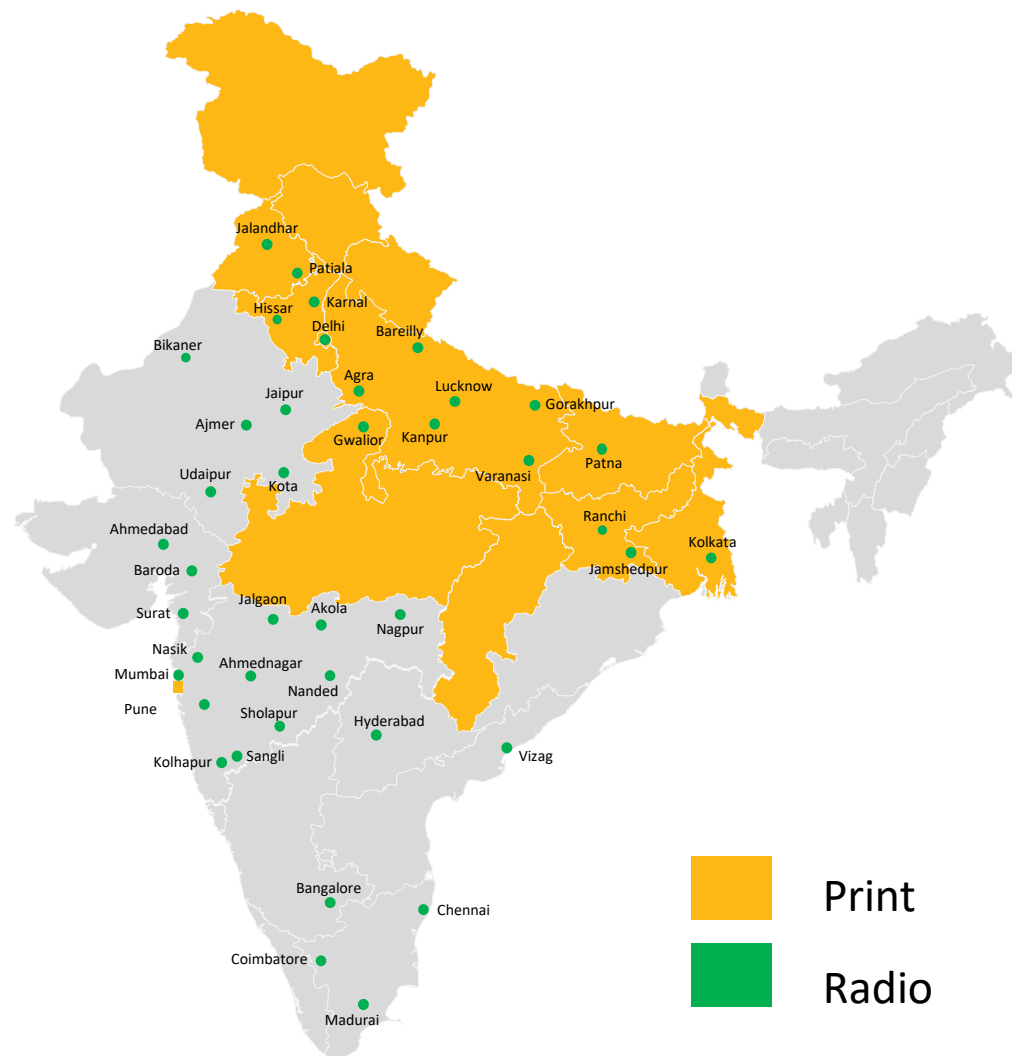 Jalandhar
Patiala
Karnal
Hissar
Delhi
Bareilly
Bikaner
Agra
Lucknow
Jaipur
Gorakhpur
Ajmer
Gwalior
Kanpur
Patna
Varanasi
Udaipur
Kota
Ranchi
Ahmedabad
Kolkata
Jamshedpur
Baroda
Jalgaon
Akola
Surat
Nagpur
Nasik
Ahmednagar
Mumbai
Nanded
Pune
Sholapur
Hyderabad
Sangli
Vizag
Kolhapur
Bangalore
Print
Chennai
Coimbatore
Radio
Madurai